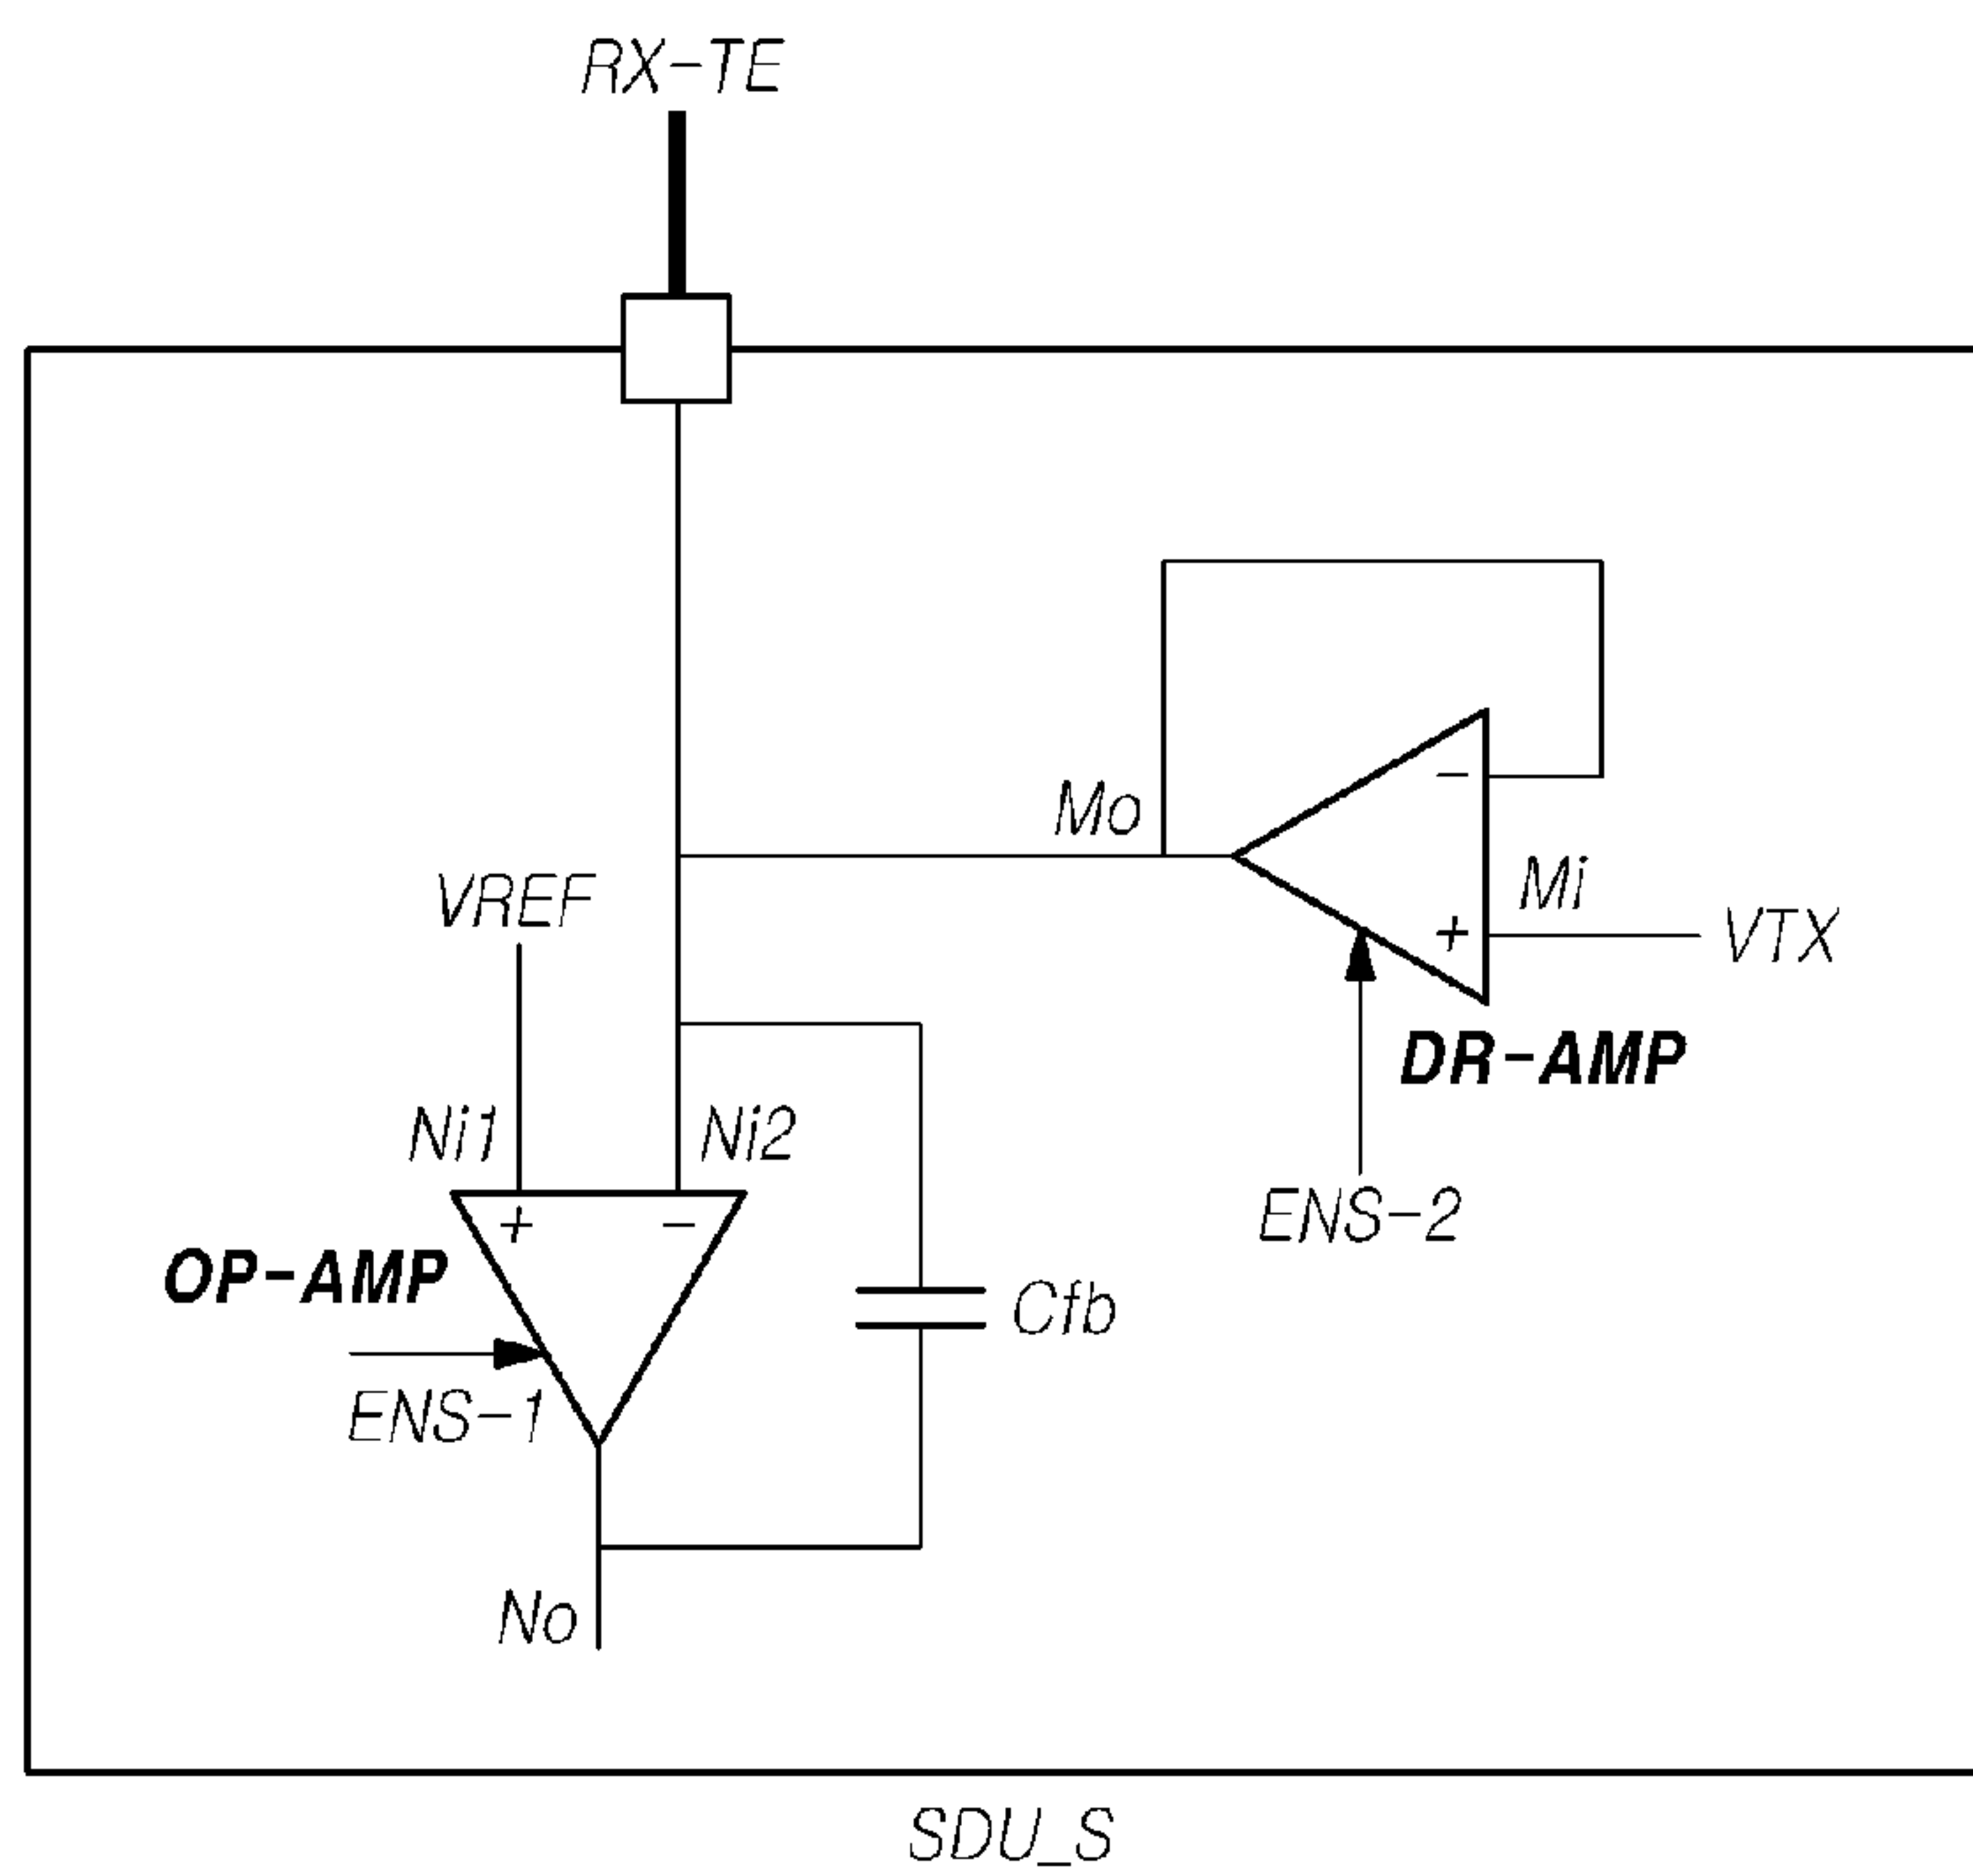 RX-TE
Mo
-
Mi
+
VTX
VREF
DR-AMP
Ni1
Ni2
+
-
ENS-2
OP-AMP
Cfb
ENS-1
No
SDU_S